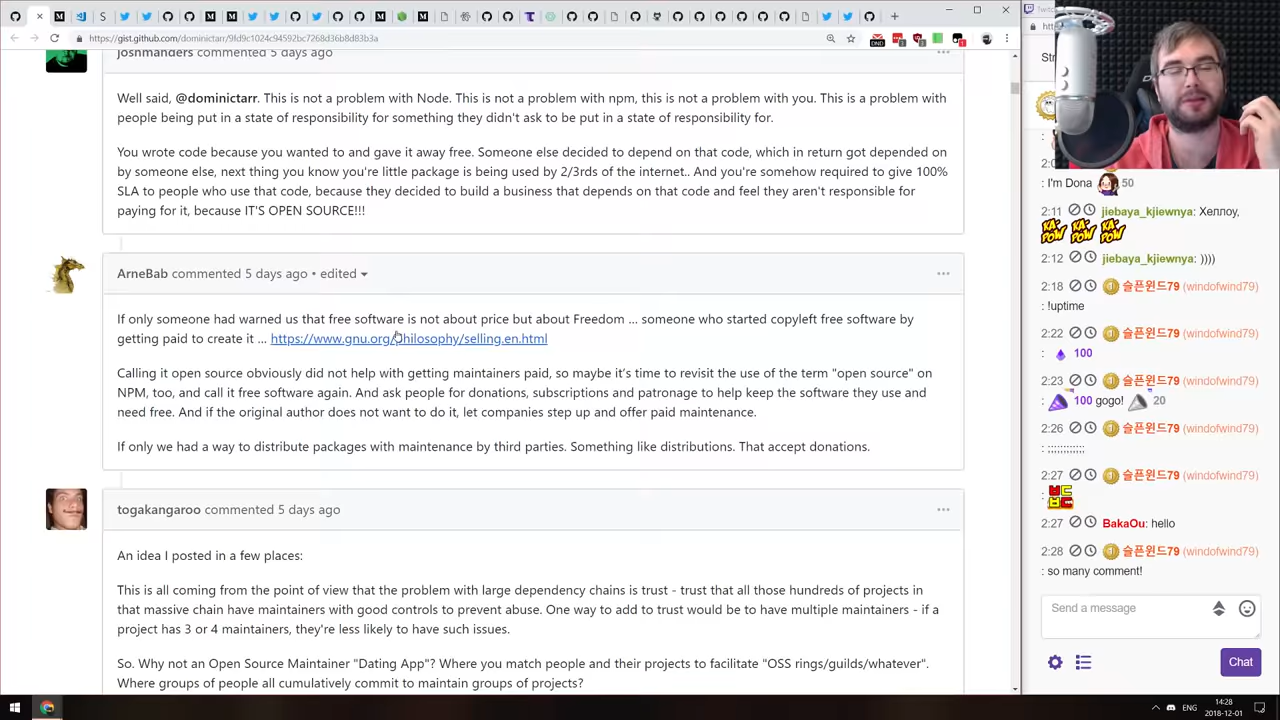 https://gist.github.com/dominictarr/9fd9c1024c94592bc7268d36b8d83b3a
commented
days ago
Well said, @dominictarr. This is not a problem with Node. This is not a problem with npm, this is not a problem with you. This is a problem with
people being put in a state of responsibility for something they didn't ask to be put in a state of responsibility for.
You wrote code because you wanted to and gave it away free. Someone else decided to depend on that code, which in return got depended on
by someone else, next thing you know the little package is being used by 2/3rds of the internet.. And you're somehow required to give 100%
SLA to people who use that code, because they decided to build a business that depends on that code and feel they aren't responsible for
paying for it, because IT'S OPEN SOURCE!!!
ArneBab commented 5 days ago • edited
If only someone had warned us that free software is not about price but about Freedom ... someone who started copyleft free software by
getting paid to create it ... https://www.gnu.org/philosophy/selling.en.html
Calling it open source obviously did not help with getting maintainers paid, so maybe it's time to revisit the use of the term "open source" on
NPM, too, and call it free software again. And ask people for donations, subscriptions and patronage to help keep the software they use and
need free. And if the original author does not want to do it, let companies step up and offer paid maintenance.
If only we had a way to distribute packages with maintenance by third parties. Something like distributions. That accept donations.
togakangaroo commented 5 days ago
An idea I posted in a few places:
This is all coming from the point of view that the problem with large dependency chains is trust - trust that all those hundreds of projects in
that massive chain have maintainers with good controls to prevent abuse. One way to add to trust would be to have multiple maintainers - if a
project has 3 or 4 maintainers, they're less likely to have such issues.
So. Why not an Open Source Maintainer "Dating App"? Where you match people and their projects to facilitate "OSS rings/guilds/whatever".
Where groups of people all cumulatively commit to maintain groups of projects?
: I'm Dona 50
2:11 jiebaya_kjiewnya: Хеллоу,
KA-POW KA-POW KA-POW
2:12 jiebaya_kjiewnya: ))))
2:18 슬픈윈드79 (windofwind79)
: !uptime
2:22 슬픈윈드79 (windofwind79)
: 100
2:23 슬픈윈드79 (windofwind79)
: 100 gogo! 20
2:26 슬픈윈드79 (windofwind79)
: ;;;;;;;;;;;;
2:27 슬픈윈드79 (windofwind79)
:
2:27 BakaOu: hello
2:28 슬픈윈드79 (windofwind79)
: so many comment!
Send a message
Chat
ENG
14:28
2018-12-01